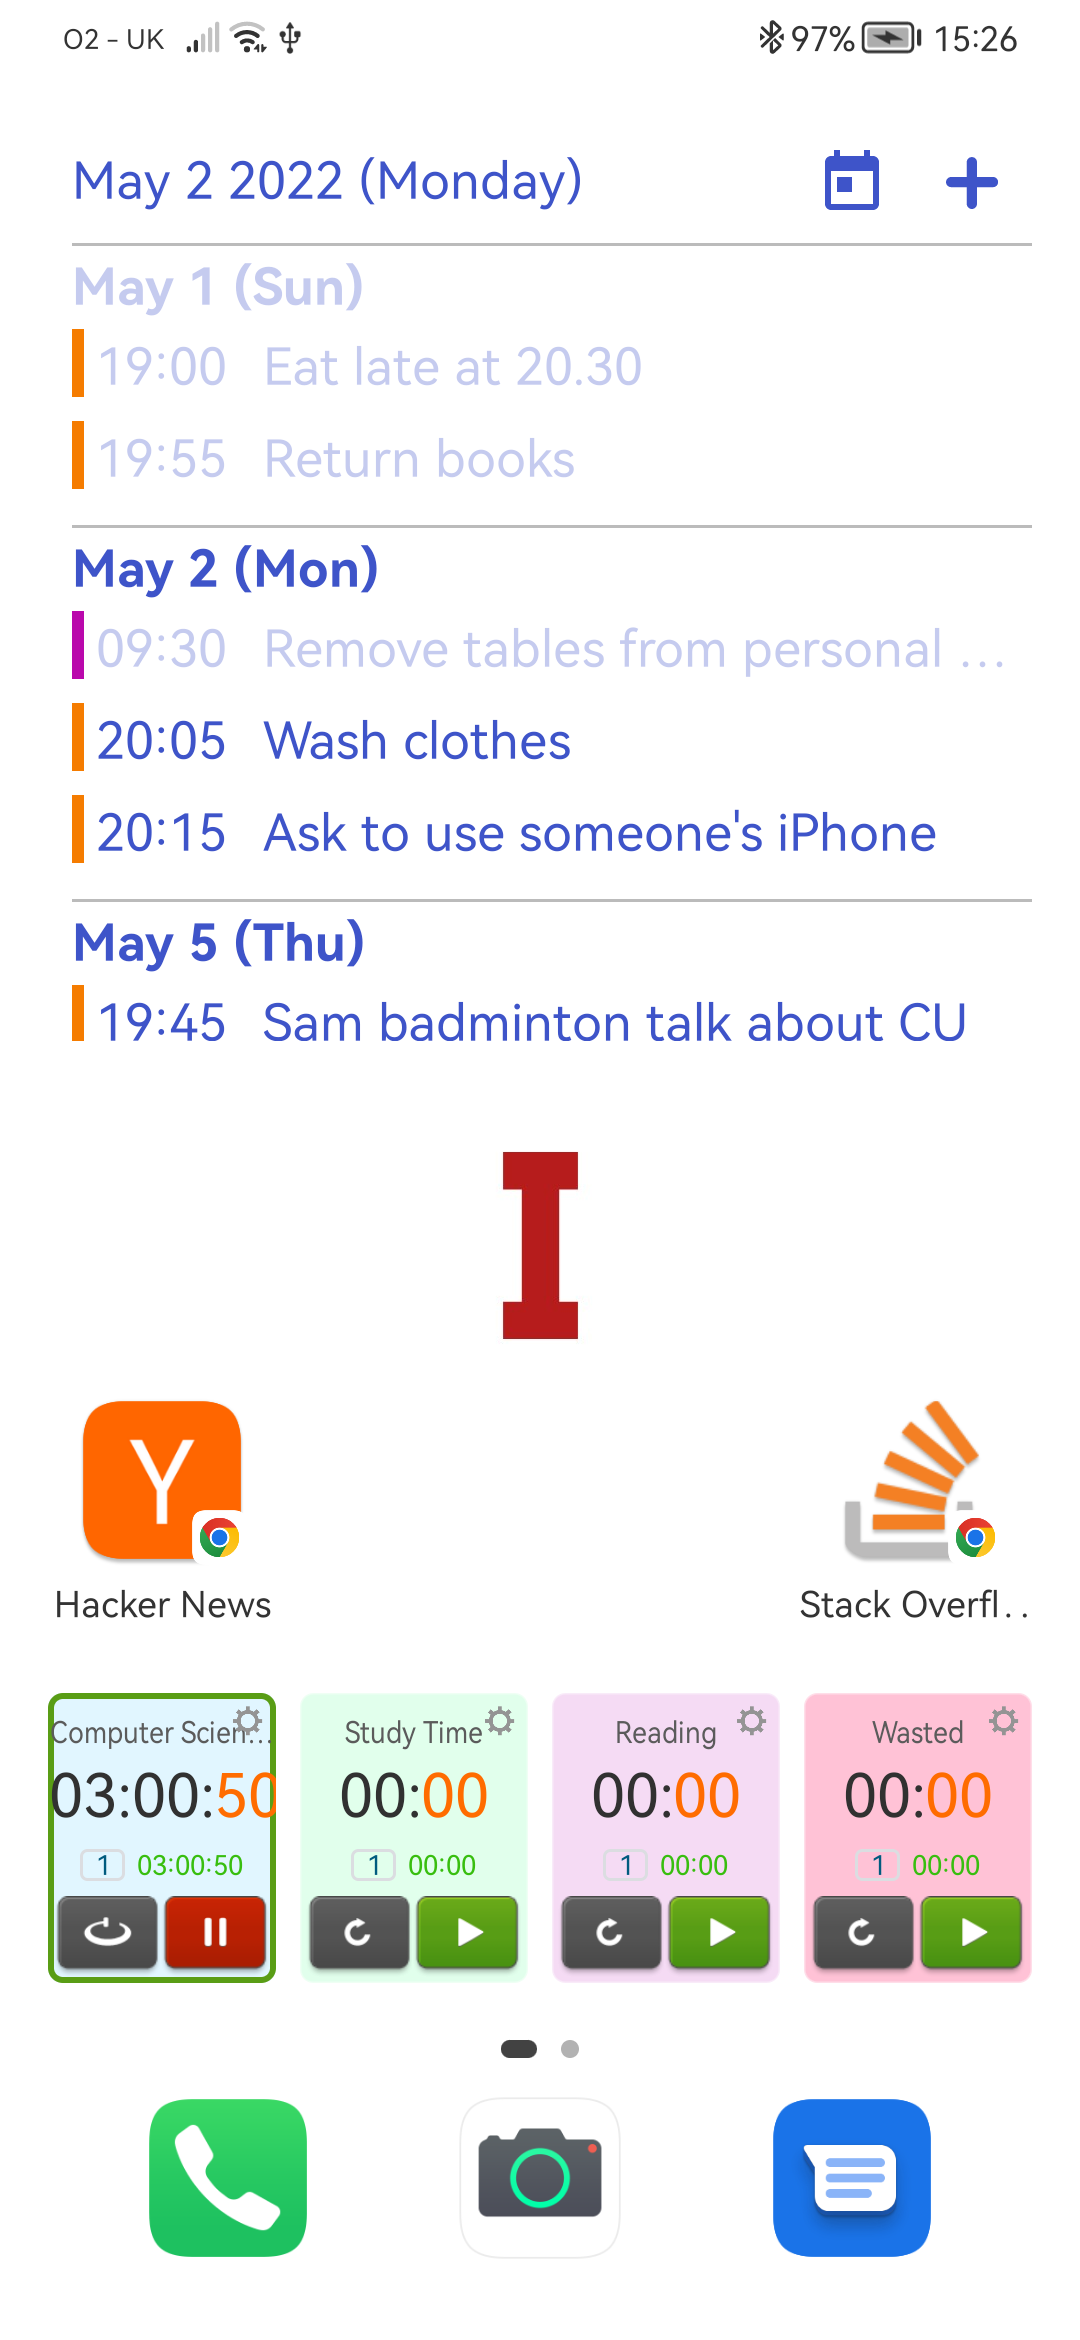 O2 - UK 97% 15:26
May 2 2022 (Monday)
May 1 (Sun)
19:00 Eat late at 20.30
19:55 Return books
May 2 (Mon)
09:30 Remove tables from personal ...
20:05 Wash clothes
20:15 Ask to use someone's iPhone
May 5 (Thu)
19:45 Sam badminton talk about CU
I
Y
Hacker News Stack Overfl..
Computer Scien... Study Time Reading Wasted
03:00:50 00:00 00:00 00:00
1 03:00:50 1 00:00 1 00:00 1 00:00